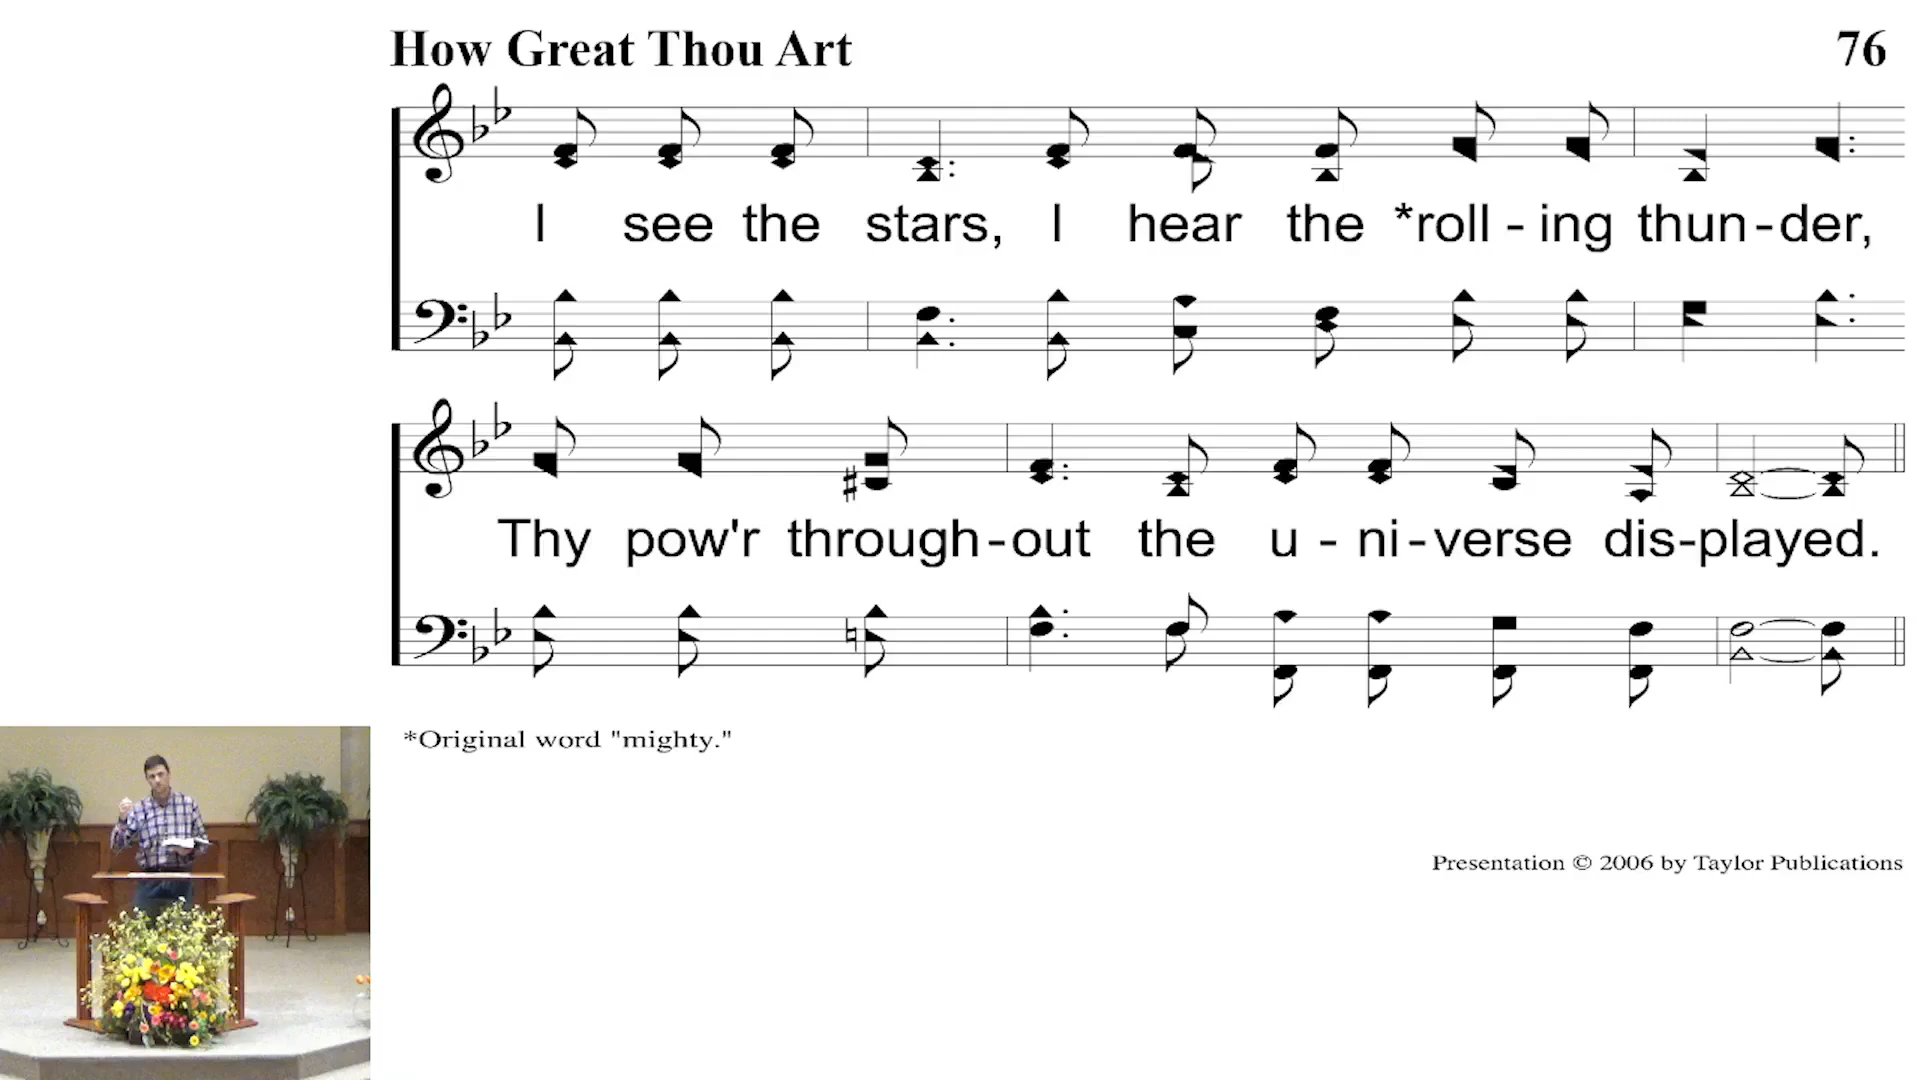 How Great Thou Art 76
I see the stars, I hear the *roll - ing thun - der,
Thy pow'r through - out the u - ni - verse dis - played.
*Original word "mighty."
Presentation © 2006 by Taylor Publications